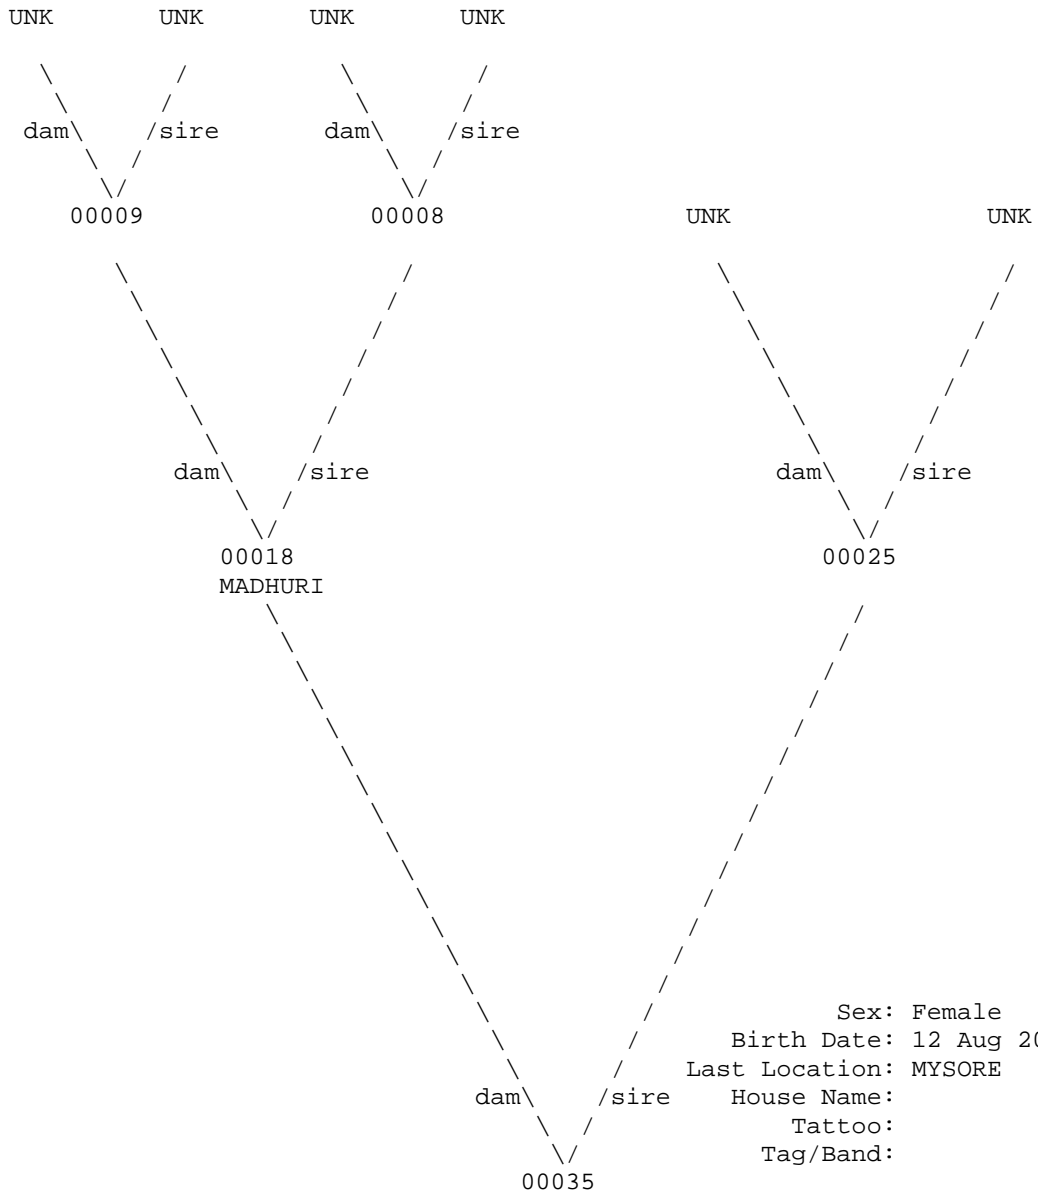 UNK UNK UNK UNK
dam sire dam sire
00009 00008 UNK UNK
dam sire dam sire
00018 00025
MADHURI
Sex: Female
Birth Date: 12 Aug 20
Last Location: MYSORE
dam sire House Name:
Tattoo:
Tag/Band:
00035